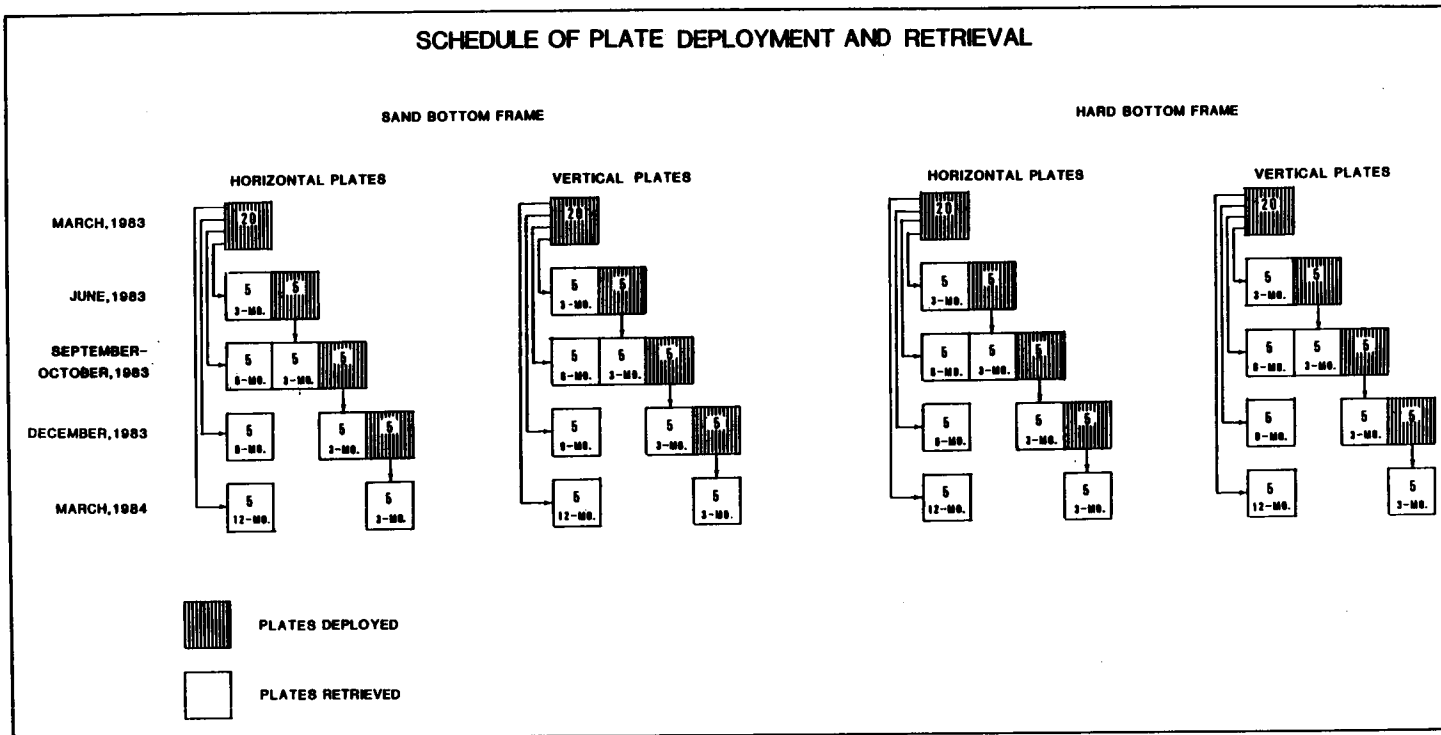 SCHEDULE OF PLATE DEPLOYMENT AND RETRIEVAL
SAND BOTTOM FRAME
HARD BOTTOM FRAME
HORIZONTAL PLATES
VERTICAL PLATES
HORIZONTAL PLATES
VERTICAL PLATES
MARCH, 1983
20
20
20
20
JUNE, 1983
5
3-MO.
5
5
3-MO.
5
5
3-MO.
5
5
3-MO.
5
SEPTEMBER-
OCTOBER, 1983
5
6-MO.
5
3-MO.
5
5
6-MO.
5
3-MO.
5
5
6-MO.
5
3-MO.
5
5
6-MO.
5
3-MO.
5
DECEMBER, 1983
5
9-MO.
5
3-MO.
5
5
9-MO.
5
3-MO.
5
5
9-MO.
5
3-MO.
5
5
9-MO.
5
3-MO.
5
MARCH, 1984
5
12-MO.
5
3-MO.
5
12-MO.
5
3-MO.
5
12-MO.
5
3-MO.
5
12-MO.
5
3-MO.
PLATES DEPLOYED
PLATES RETRIEVED